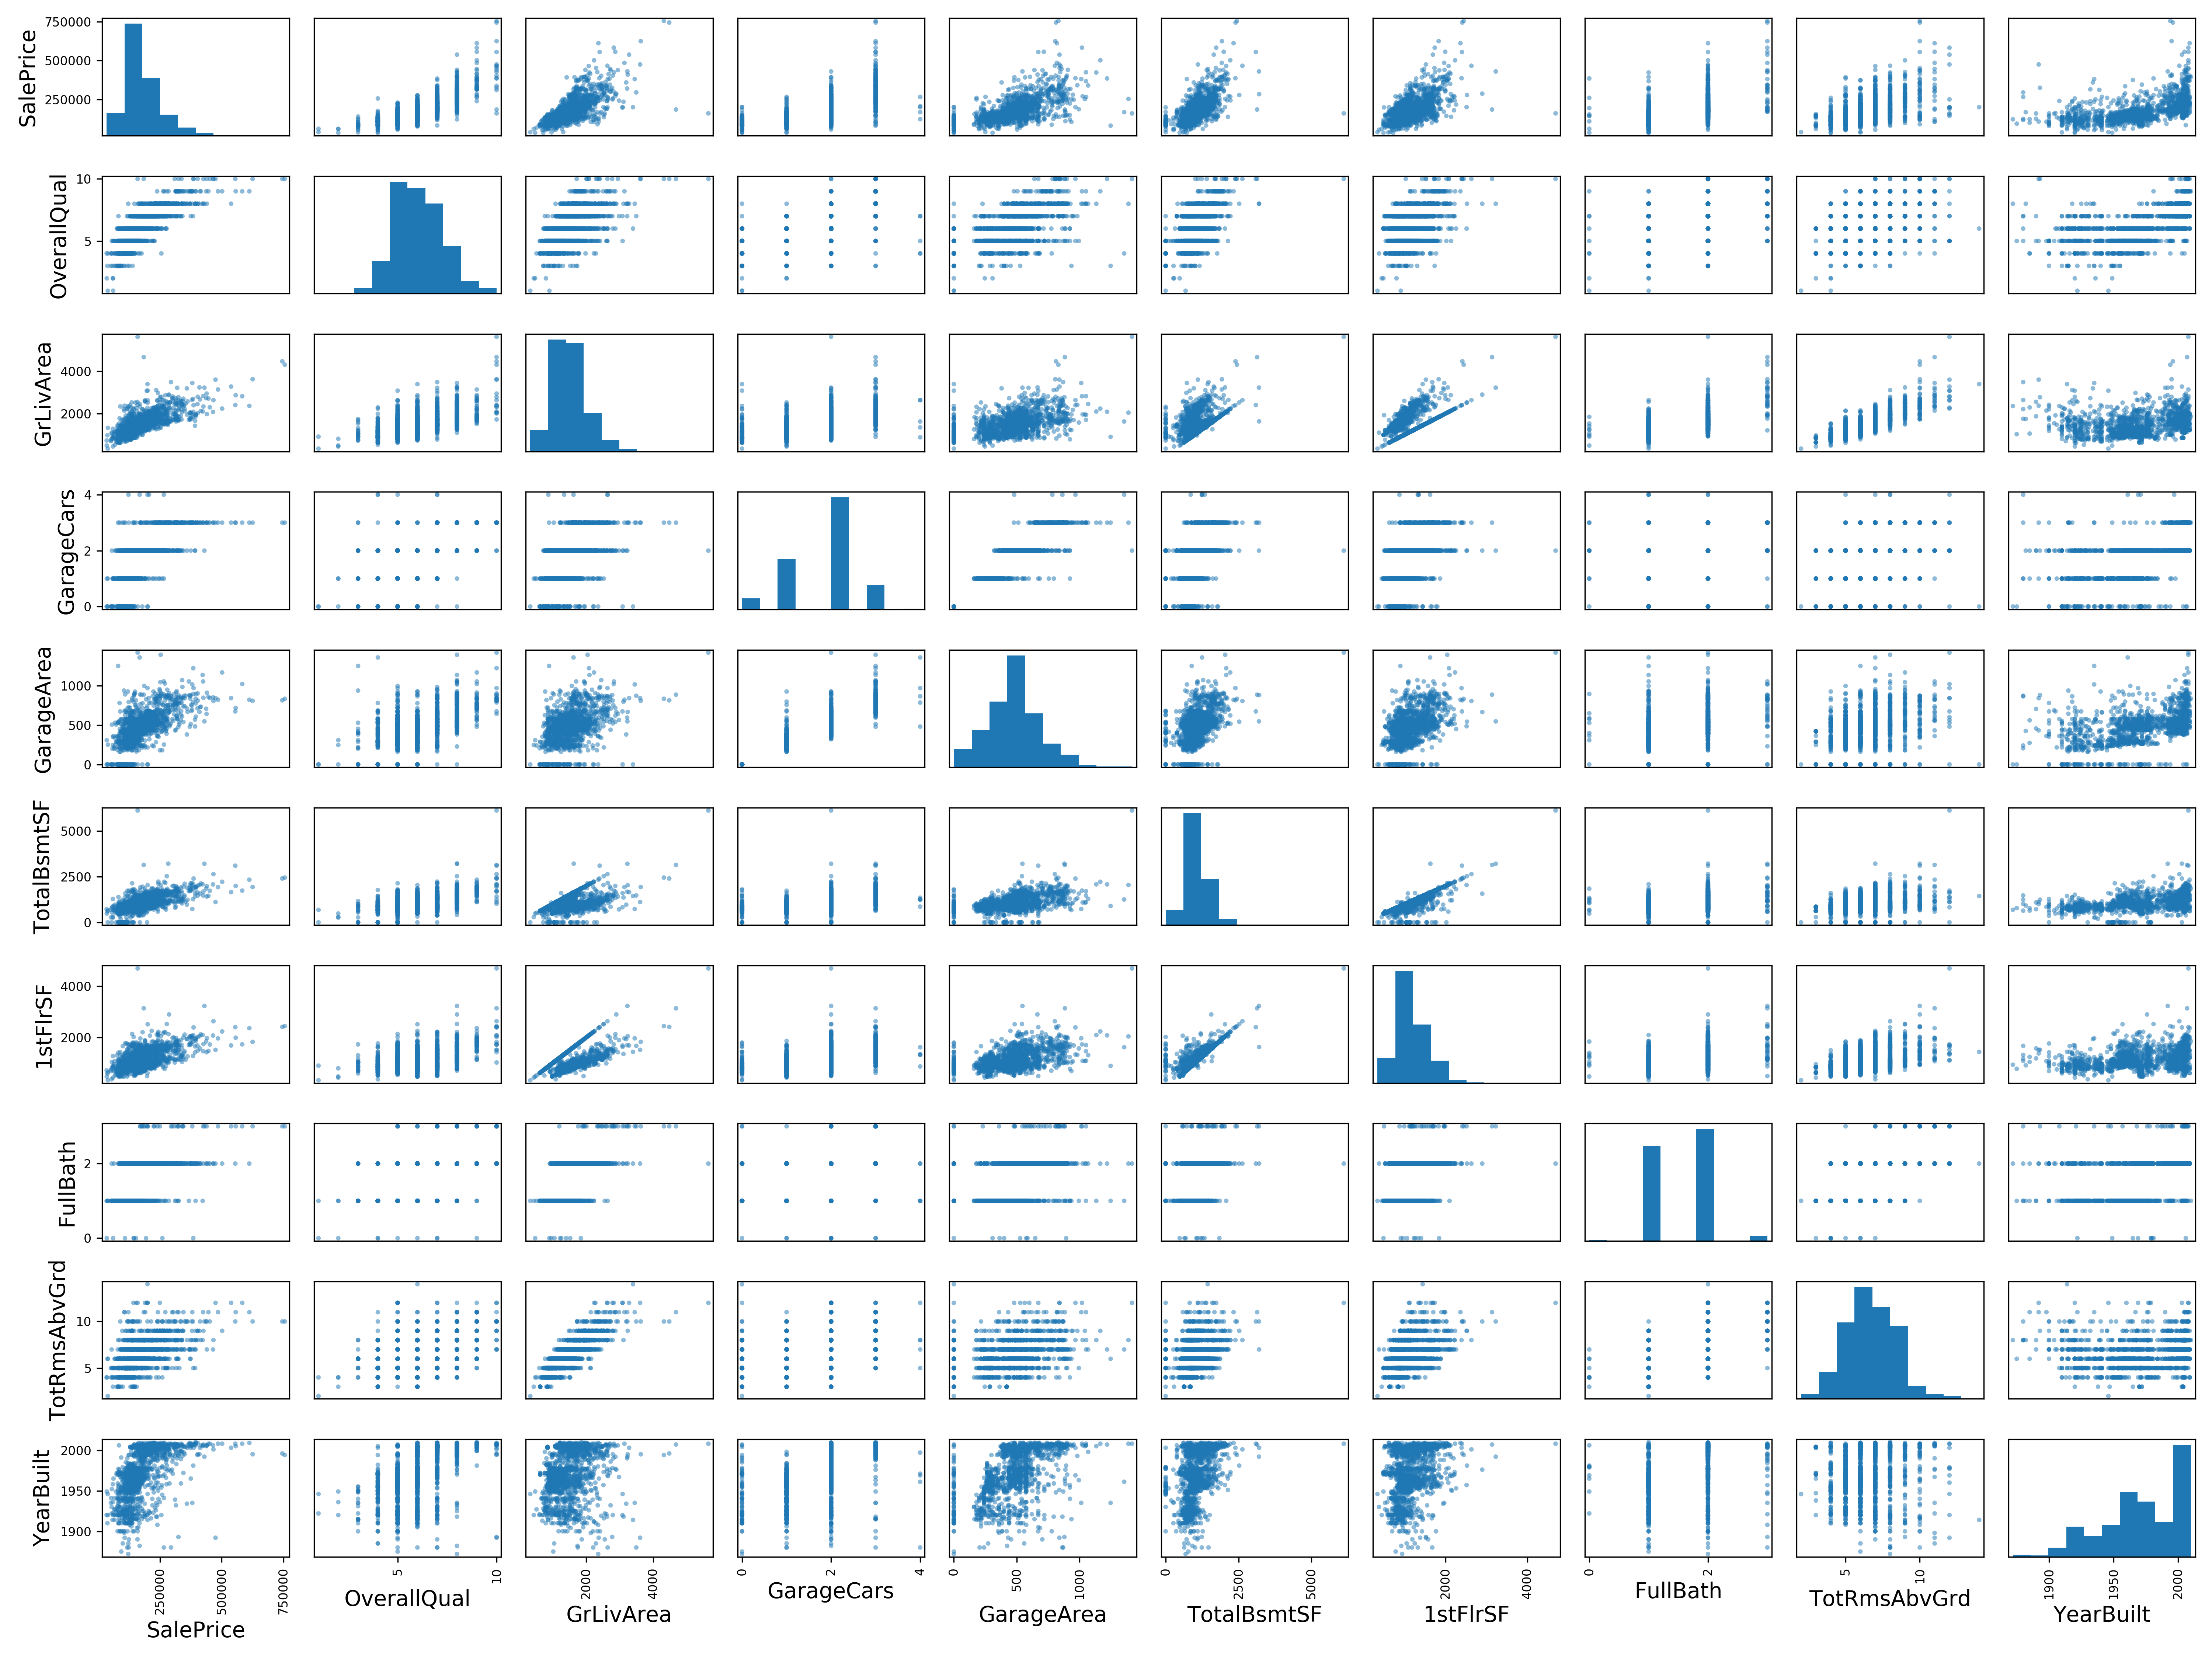 SalePrice
750000
500000
250000
OverallQual
10
5
GrLivArea
4000
2000
GarageCars
4
2
0
GarageArea
1000
500
0
TotalBsmtSF
5000
2500
0
1stFlrSF
4000
2000
FullBath
2
0
TotRmsAbvGrd
10
5
YearBuilt
2000
1950
1900
250000 500000 750000
SalePrice
5 10
OverallQual
2000 4000
GrLivArea
0 2 4
GarageCars
0 500 1000
GarageArea
0 2500 5000
TotalBsmtSF
2000 4000
1stFlrSF
0 2
FullBath
5 10
TotRmsAbvGrd
1900 1950 2000
YearBuilt